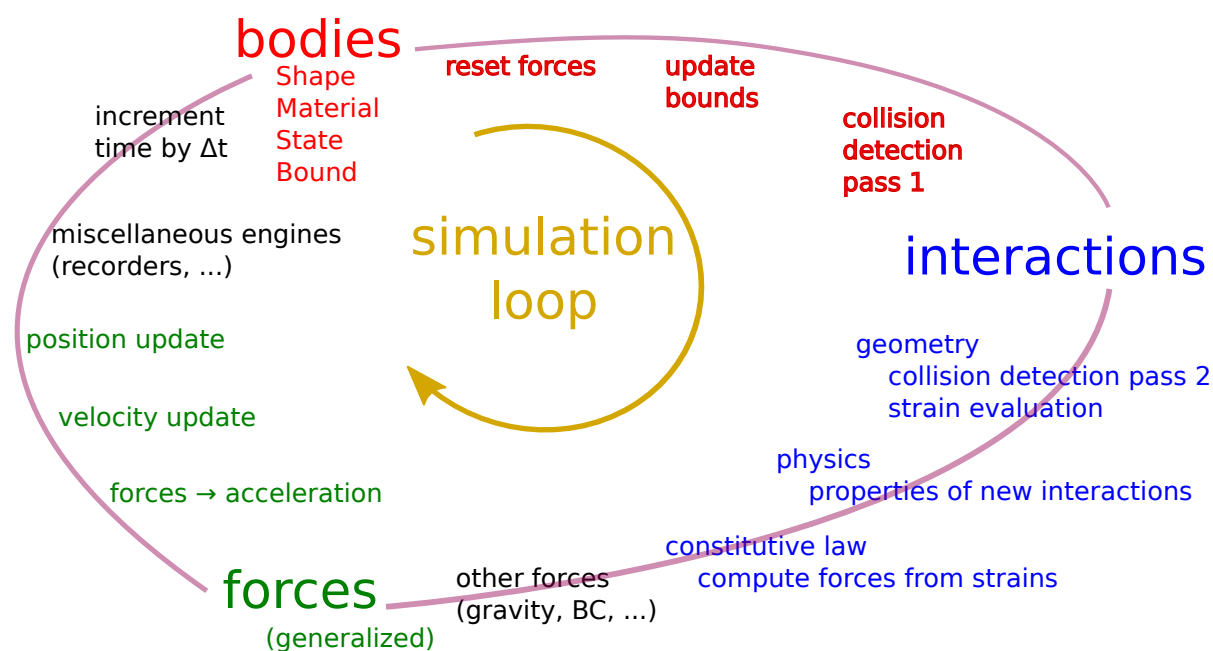 bodies
Shape
Material
State
Bound
reset forces
update
bounds
collision
detection
pass 1
increment
time by Δt
simulation
loop
interactions
miscellaneous engines
(recorders, ...)
position update
geometry
collision detection pass 2
strain evaluation
velocity update
physics
properties of new interactions
forces → acceleration
constitutive law
compute forces from strains
forces
(generalized)
other forces
(gravity, BC, ...)